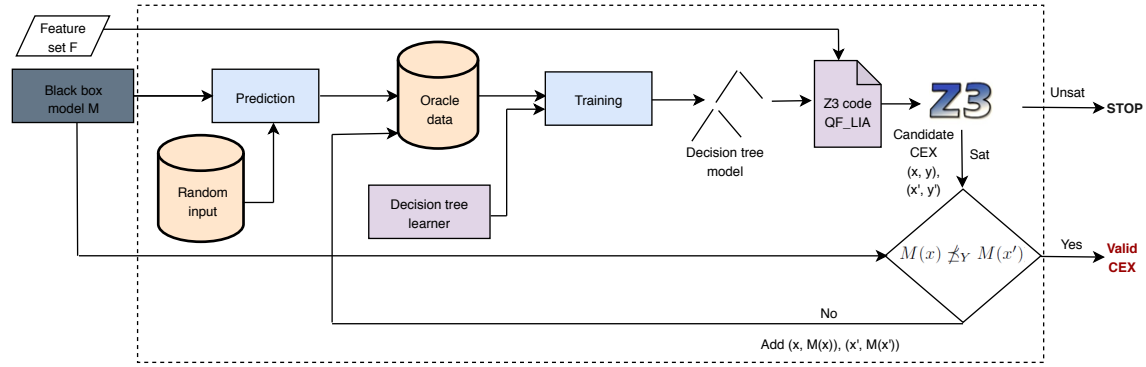 Feature
set F
Black box
model M
Prediction
Random
input
Oracle
data
Decision tree
learner
Training
Decision tree
model
Z3 code
QF_LIA
Z3
Candidate
CEX
(x, y),
(x', y')
Unsat
STOP
Sat
M(x) ⋠_Y M(x')
Yes
Valid
CEX
No
Add (x, M(x)), (x', M(x'))